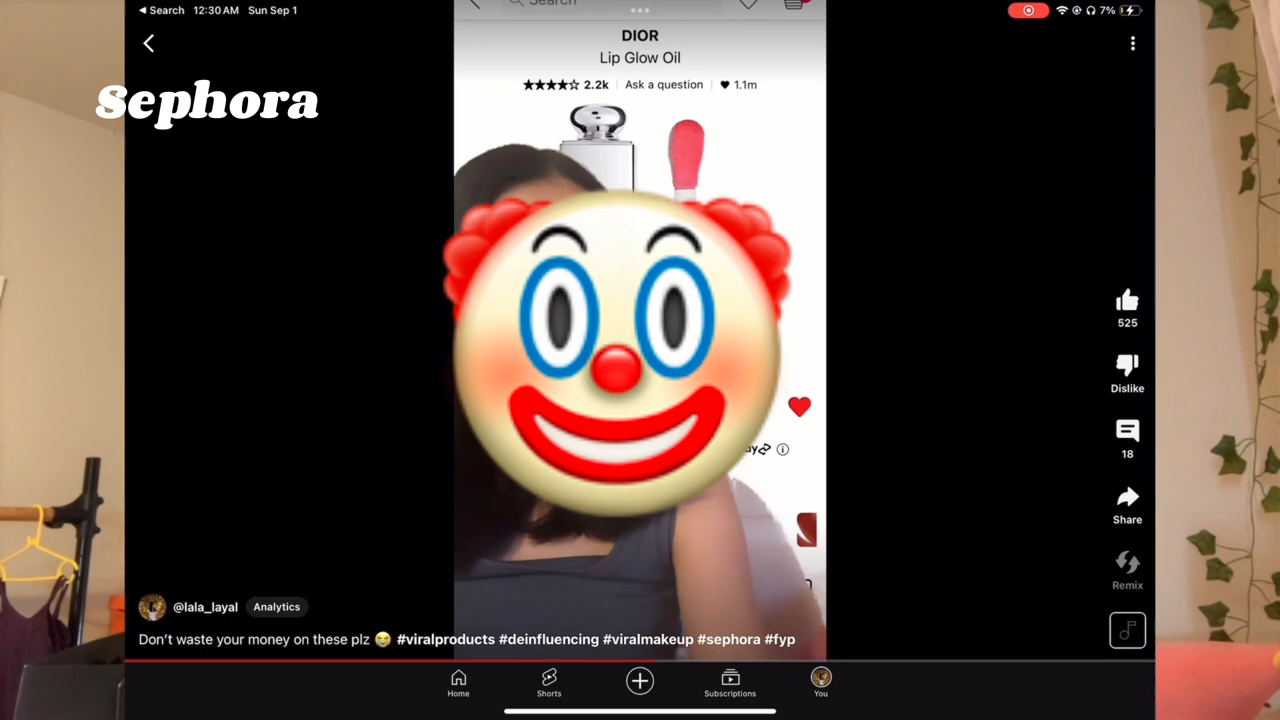 Search 12:30 AM Sun Sep 1
7%
Search
DIOR
Lip Glow Oil
2.2k Ask a question 1.1m
Sephora
525
Dislike
18
Share
Remix
@lala_layal Analytics
Don't waste your money on these plz 😭 #viralproducts #deinfluencing #viralmakeup #sephora #fyp
Home Shorts Subscriptions You